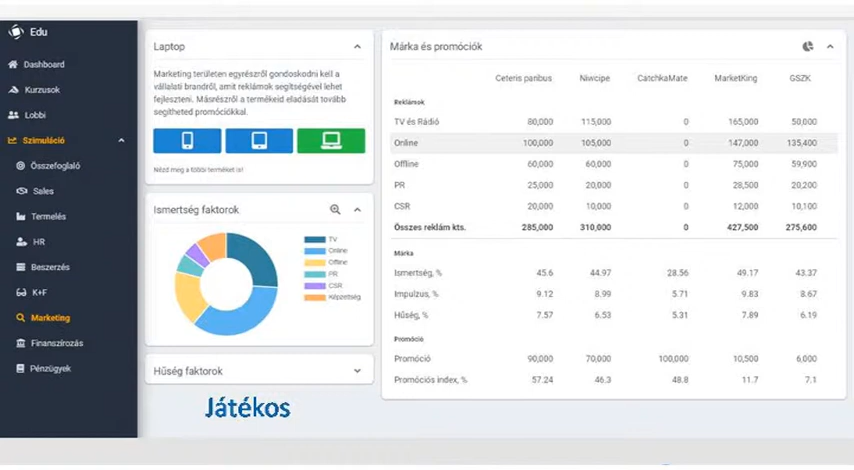 Edu
Dashboard
Kurzusok
Lobbi
Szimuláció
Összefoglaló
Sales
Termelés
HR
Beszerzés
K+F
Marketing
Finanszírozás
Pénzügyek
Laptop
Marketing területen egyrészről gondoskodni kell a
vállalati brandről, amit reklámok segítségével lehet
fejleszteni. Másrészről a termékeid eladását tovább
segítheted promóciókkal.
Nézd meg a többi terméket is!
Ismertség faktorok
TV
Online
Offline
PR
CSR
Képzettség
Hűség faktorok
Játékos
Márka és promóciók
Ceteris paribus Niwcipe CatchkaMate MarketKing GSZK
Reklámok
TV és Rádió 80,000 115,000 0 165,000 50,000
Online 100,000 105,000 0 147,000 135,400
Offline 60,000 60,000 0 75,000 59,900
PR 25,000 20,000 0 28,500 20,200
CSR 20,000 10,000 0 12,000 10,100
Összes reklám kts. 285,000 310,000 0 427,500 275,600
Márka
Ismertség, % 45.6 44.97 28.56 49.17 43.37
Impulzus, % 9.12 8.99 5.71 9.83 8.67
Hűség, % 7.57 6.53 5.31 7.89 6.19
Promóció
Promóció 90,000 70,000 100,000 10,500 6,000
Promóciós index, % 57.24 46.3 48.8 11.7 7.1